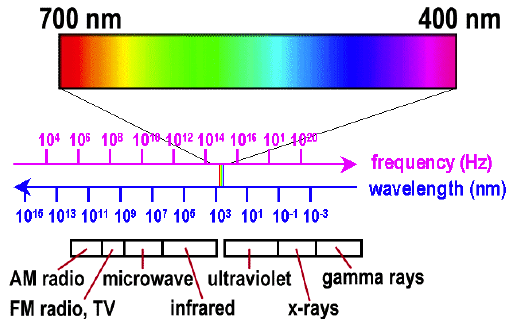 700 nm 400 nm
10⁴ 10⁶ 10⁸ 10¹⁰ 10¹² 10¹⁴ 10¹⁶ 10¹ 10²⁰
frequency (Hz)
wavelength (nm)
10¹⁵ 10¹³ 10¹¹ 10⁹ 10⁷ 10⁵ 10³ 10¹ 10⁻¹ 10⁻³
AM radio microwave ultraviolet gamma rays
FM radio, TV infrared x-rays